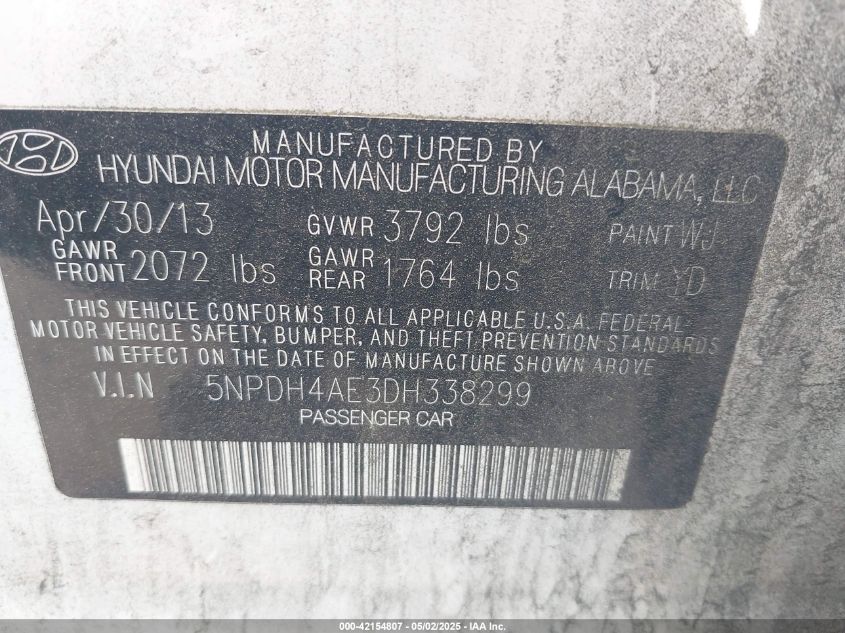 MANUFACTURED BY
HYUNDAI MOTOR MANUFACTURING ALABAMA, LLC
Apr/30/13 GVWR 3792 lbs PAINT WJ
GAWR FRONT 2072 lbs GAWR REAR 1764 lbs TRIM YD
THIS VEHICLE CONFORMS TO ALL APPLICABLE U.S.A. FEDERAL
MOTOR VEHICLE SAFETY, BUMPER, AND THEFT PREVENTION STANDARDS
IN EFFECT ON THE DATE OF MANUFACTURE SHOWN ABOVE
V.I.N 5NPDH4AE3DH338299
PASSENGER CAR
000-42154807 - 05/02/2025 - IAA Inc.